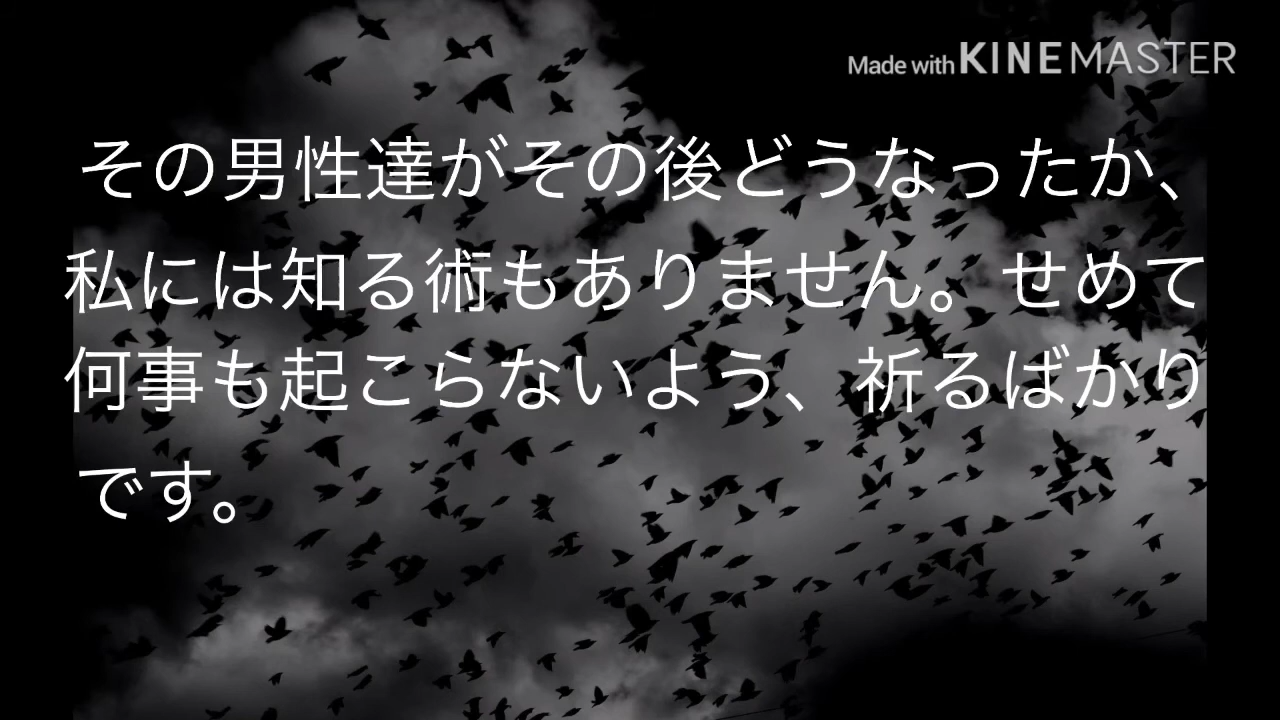 Made with KINEMASTER
その男性達がその後どうなったか、
私には知る術もありません。せめて
何事も起こらないよう、祈るばかり
です。